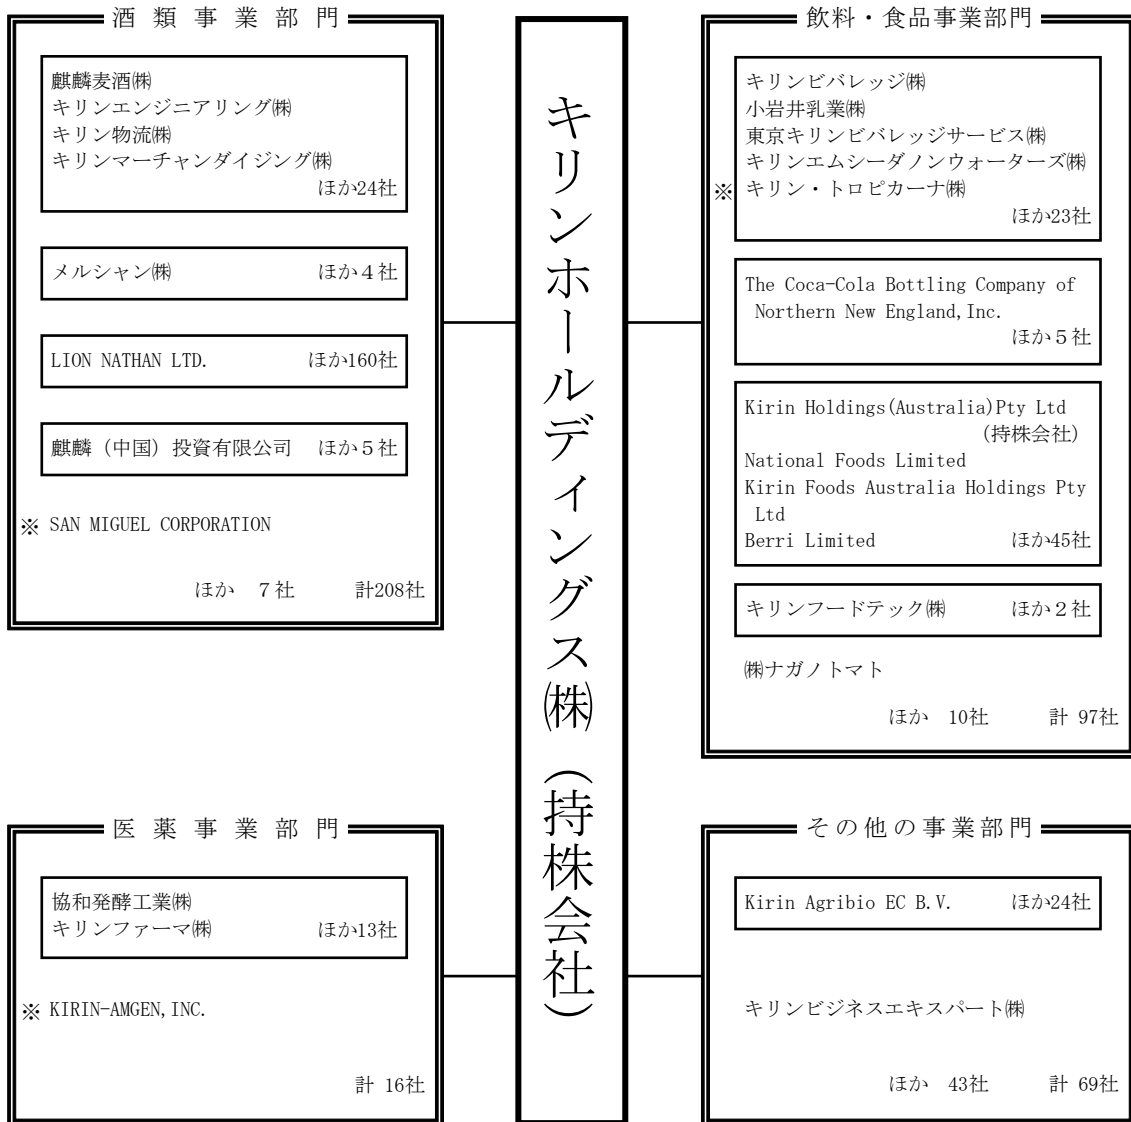 酒類事業部門
麒麟麦酒㈱
キリンエンジニアリング㈱
キリン物流㈱
キリンマーチャンダイジング㈱
ほか24社
メルシャン㈱ ほか4社
LION NATHAN LTD. ほか160社
麒麟（中国）投資有限公司 ほか5社
※ SAN MIGUEL CORPORATION
ほか 7社 計208社
医薬事業部門
協和発酵工業㈱
キリンファーマ㈱ ほか13社
※ KIRIN-AMGEN,INC.
計 16社
キリンホールディングス㈱（持株会社）
飲料・食品事業部門
キリンビバレッジ㈱
小岩井乳業㈱
東京キリンビバレッジサービス㈱
キリンエムシーダノンウォーターズ㈱
※ キリン・トロピカーナ㈱
ほか23社
The Coca-Cola Bottling Company of
Northern New England,Inc.
ほか5社
Kirin Holdings(Australia)Pty Ltd
(持株会社)
National Foods Limited
Kirin Foods Australia Holdings Pty
Ltd
Berri Limited ほか45社
キリンフードテック㈱ ほか2社
㈱ナガノトマト
ほか 10社 計 97社
その他の事業部門
Kirin Agribio EC B.V. ほか24社
キリンビジネスエキスパート㈱
ほか 43社 計 69社